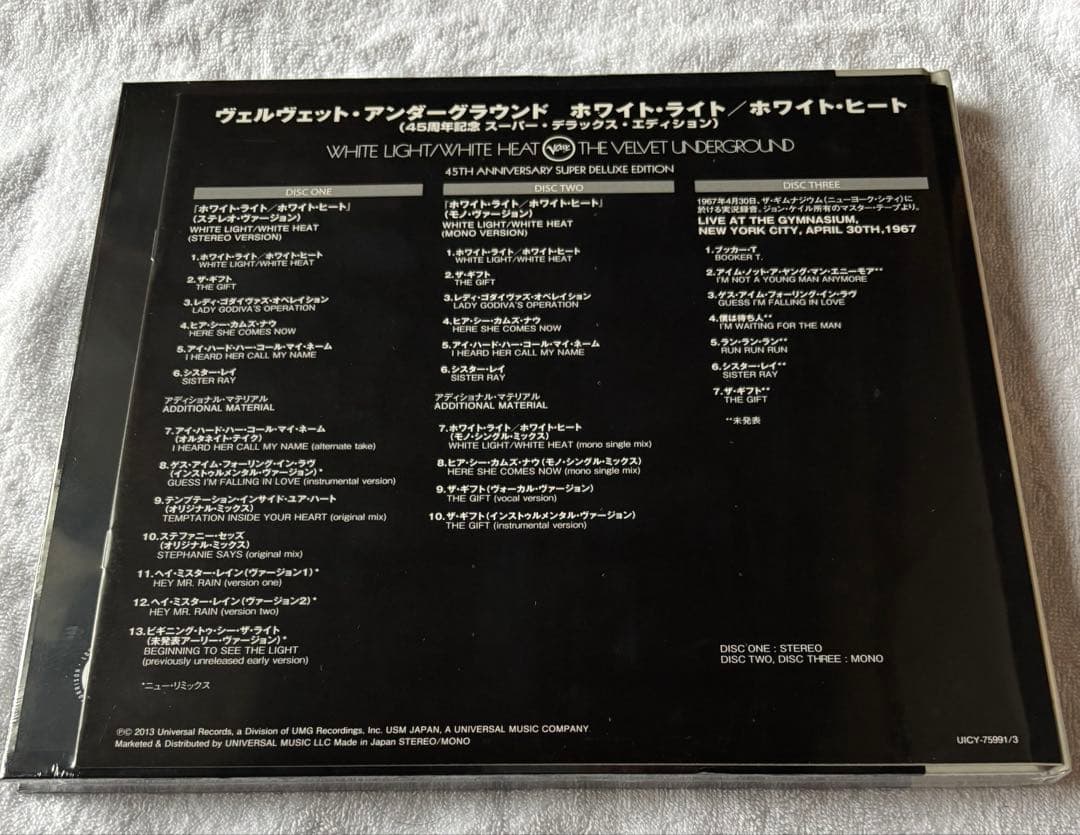 ヴェルヴェット・アンダーグラウンド ホワイト・ライト／ホワイト・ヒート
(45周年記念 スーパー・デラックス・エディション)
WHITE LIGHT/WHITE HEAT Verve THE VELVET UNDERGROUND
45TH ANNIVERSARY SUPER DELUXE EDITION
DISC ONE
「ホワイト・ライト／ホワイト・ヒート」
(ステレオ・ヴァージョン)
WHITE LIGHT/WHITE HEAT
(STEREO VERSION)
1.ホワイト・ライト／ホワイト・ヒート
WHITE LIGHT/WHITE HEAT
2.ザ・ギフト
THE GIFT
3.レディ・ゴダイヴァズ・オペレイション
LADY GODIVA'S OPERATION
4.ヒア・シー・カムズ・ナウ
HERE SHE COMES NOW
5.アイ・ハード・ハー・コール・マイ・ネーム
I HEARD HER CALL MY NAME
6.シスター・レイ
SISTER RAY
アディショナル・マテリアル
ADDITIONAL MATERIAL
7.アイ・ハード・ハー・コール・マイ・ネーム
(オルタネイト・テイク)
I HEARD HER CALL MY NAME (alternate take)
8.ゲス・アイム・フォーリング・イン・ラヴ
(インストゥルメンタル・ヴァージョン)*
GUESS I'M FALLING IN LOVE (instrumental version)
9.テンプテーション・インサイド・ユア・ハート
(オリジナル・ミックス)
TEMPTATION INSIDE YOUR HEART (original mix)
10.ステファニー・セッズ
(オリジナル・ミックス)
STEPHANIE SAYS (original mix)
11.ヘイ・ミスター・レイン(ヴァージョン1)*
HEY MR. RAIN (version one)
12.ヘイ・ミスター・レイン(ヴァージョン2)*
HEY MR. RAIN (version two)
13.ビギニング・トゥ・シー・ザ・ライト
(未発表アーリー・ヴァージョン)*
BEGINNING TO SEE THE LIGHT
(previously unreleased early version)
*ニュー・リミックス
DISC TWO
「ホワイト・ライト／ホワイト・ヒート」
(モノ・ヴァージョン)
WHITE LIGHT/WHITE HEAT
(MONO VERSION)
1.ホワイト・ライト／ホワイト・ヒート
WHITE LIGHT/WHITE HEAT
2.ザ・ギフト
THE GIFT
3.レディ・ゴダイヴァズ・オペレイション
LADY GODIVA'S OPERATION
4.ヒア・シー・カムズ・ナウ
HERE SHE COMES NOW
5.アイ・ハード・ハー・コール・マイ・ネーム
I HEARD HER CALL MY NAME
6.シスター・レイ
SISTER RAY
アディショナル・マテリアル
ADDITIONAL MATERIAL
7.ホワイト・ライト／ホワイト・ヒート
(モノ・シングル・ミックス)
WHITE LIGHT/WHITE HEAT (mono single mix)
8.ヒア・シー・カムズ・ナウ(モノ・シングル・ミックス)
HERE SHE COMES NOW (mono single mix)
9.ザ・ギフト(ヴォーカル・ヴァージョン)
THE GIFT (vocal version)
10.ザ・ギフト(インストゥルメンタル・ヴァージョン)
THE GIFT (instrumental version)
DISC THREE
1967年4月30日、ザ・ギムナジウム(ニューヨーク・シティ)に
於ける実況録音。ジョン・ケイル所有のマスター・テープより。
LIVE AT THE GYMNASIUM,
NEW YORK CITY, APRIL 30TH,1967
1.ブッカー・T
BOOKER T.
2.アイム・ノット・ア・ヤング・マン・エニーモア**
I'M NOT A YOUNG MAN ANYMORE
3.ゲス・アイム・フォーリング・イン・ラヴ
GUESS I'M FALLING IN LOVE
4.僕は待ち人**
I'M WAITING FOR THE MAN
5.ラン・ラン・ラン**
RUN RUN RUN
6.シスター・レイ**
SISTER RAY
7.ザ・ギフト**
THE GIFT
**未発表
DISC ONE : STEREO
DISC TWO, DISC THREE : MONO
℗© 2013 Universal Records, a Division of UMG Recordings, Inc. USM JAPAN, A UNIVERSAL MUSIC COMPANY
Marketed & Distributed by UNIVERSAL MUSIC LLC Made in Japan STEREO/MONO
UICY-75991/3